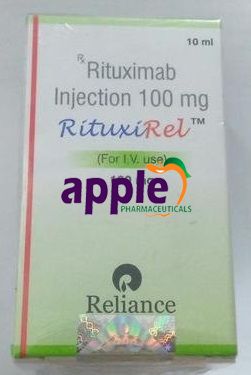 10 ml
℞ Rituximab
Injection 100 mg
RituxiRel™
(For I.V. use)
apple
PHARMACEUTICALS
Reliance